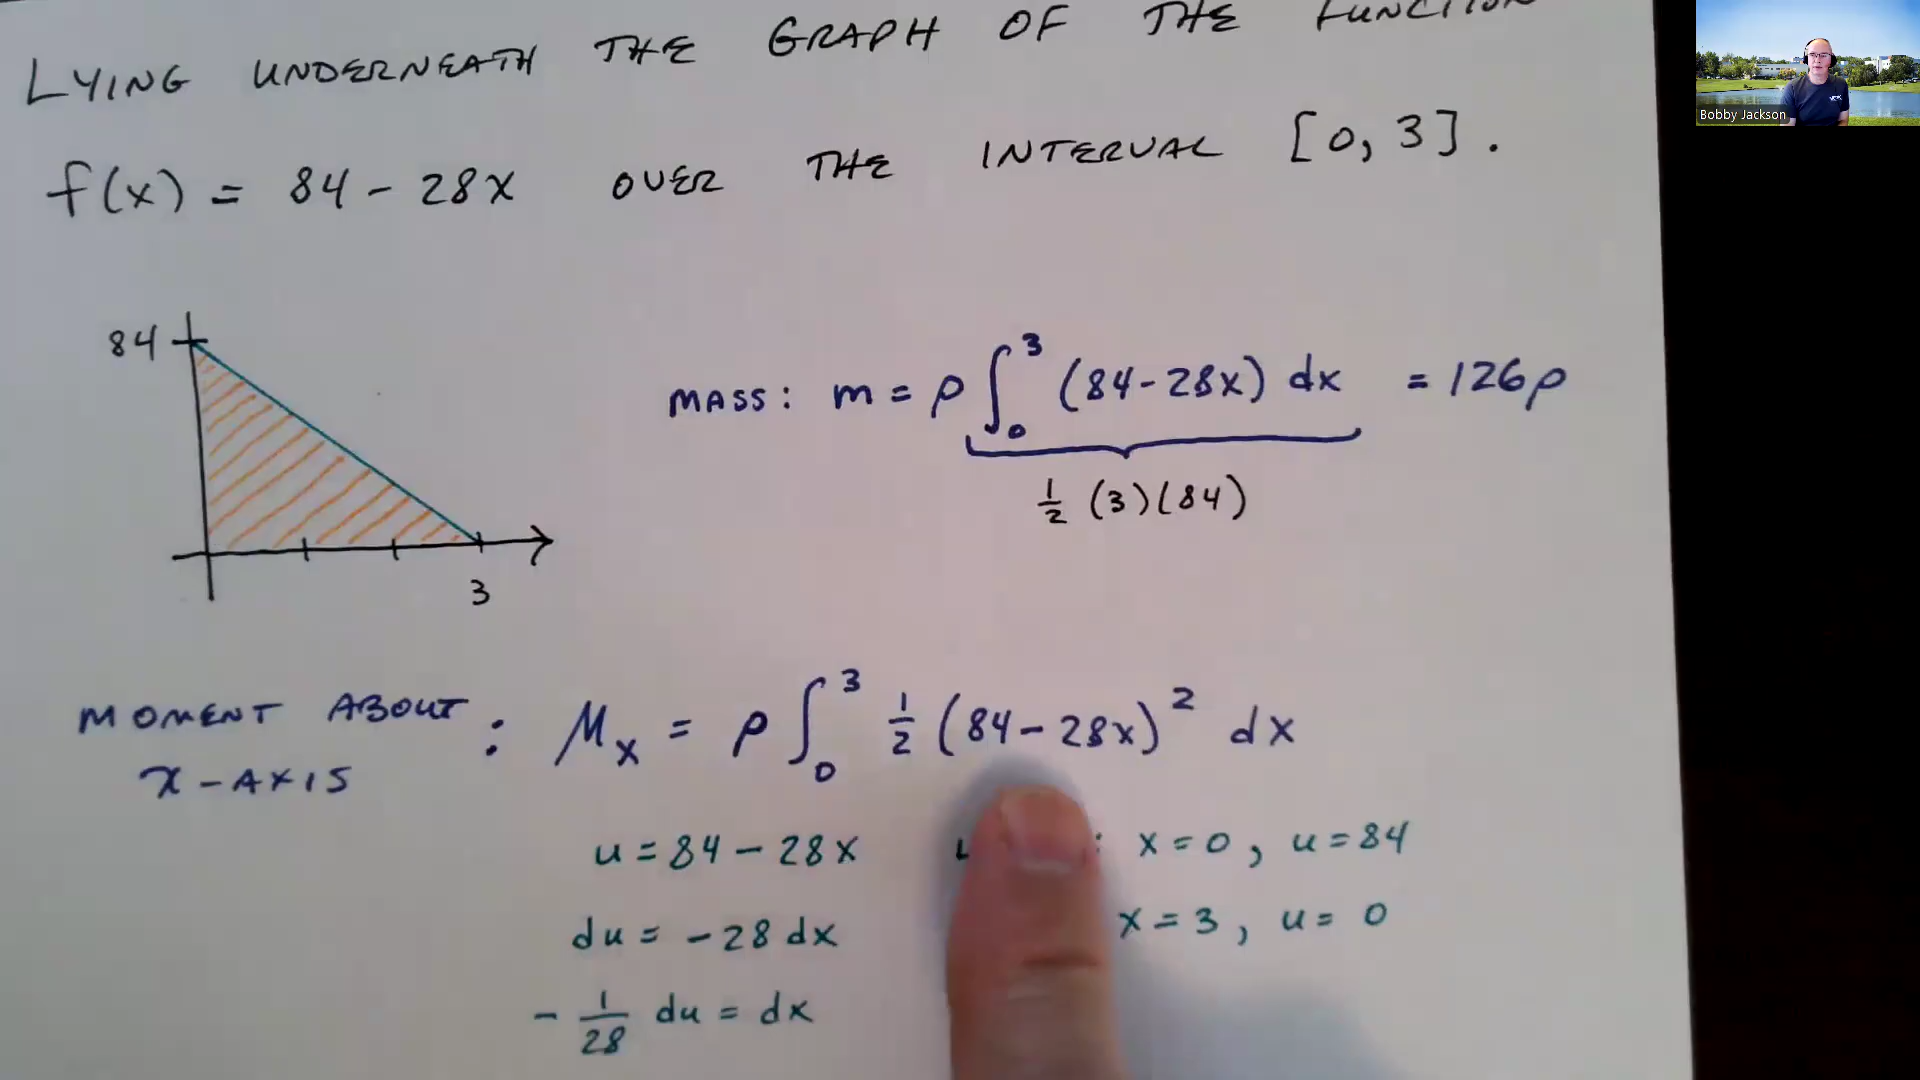 LYING UNDERNEATH THE GRAPH OF THE FUNCTION
f(x) = 84 - 28x OVER THE INTERVAL [0, 3].
84
3
MASS: m = ρ∫₀³ (84-28x) dx = 126ρ
½ (3)(84)
MOMENT ABOUT X-AXIS : Mₓ = ρ∫₀³ ½ (84-28x)² dx
u = 84 - 28x
x = 0, u = 84
du = -28 dx
x = 3, u = 0
- 1/28 du = dx
Bobby Jackson